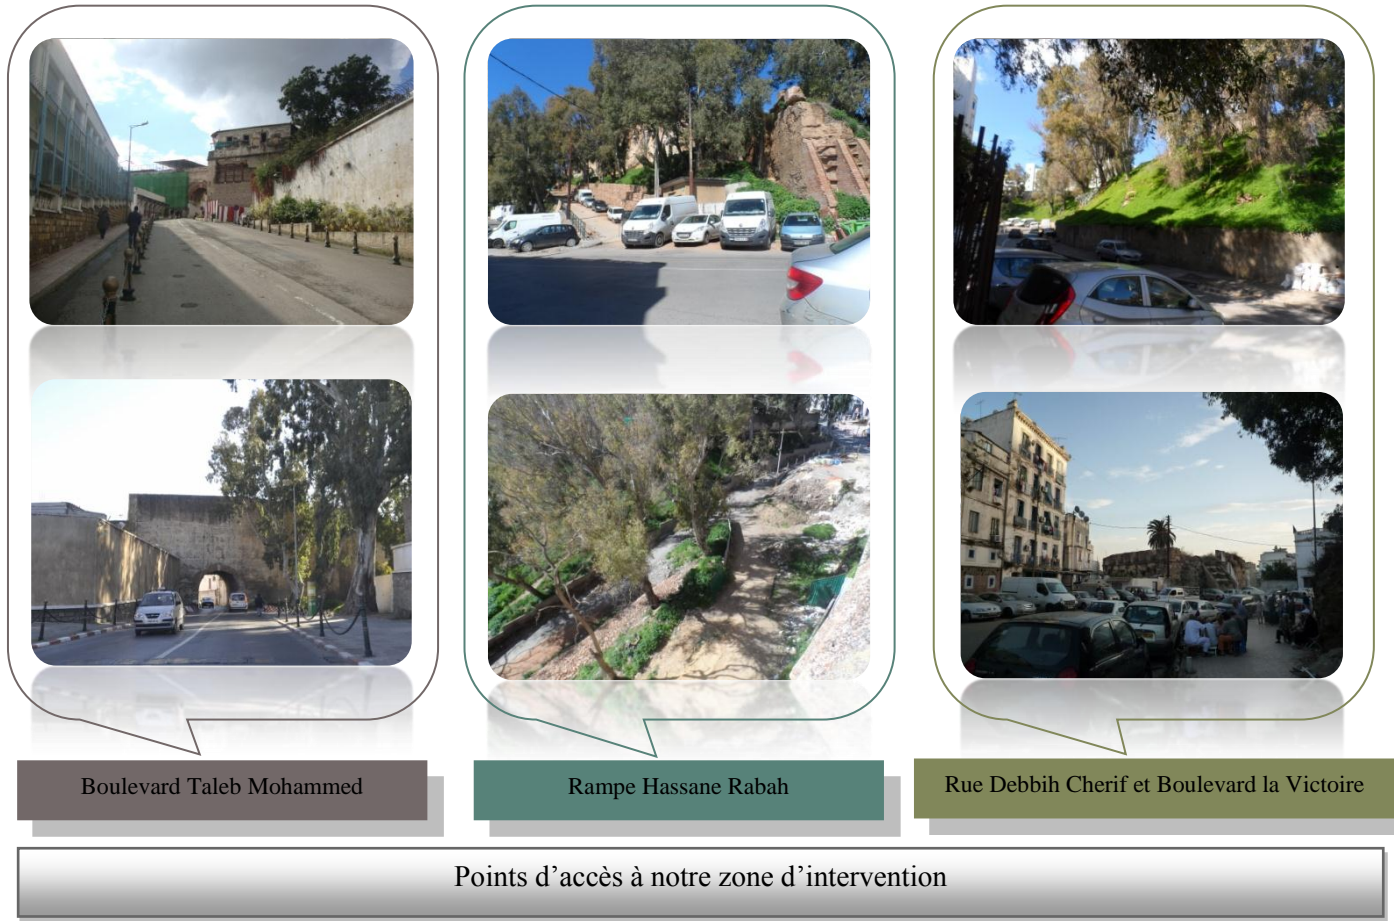 Boulevard Taleb Mohammed
Rampe Hassane Rabah
Rue Debbih Cherif et Boulevard la Victoire
Points d’accès à notre zone d’intervention